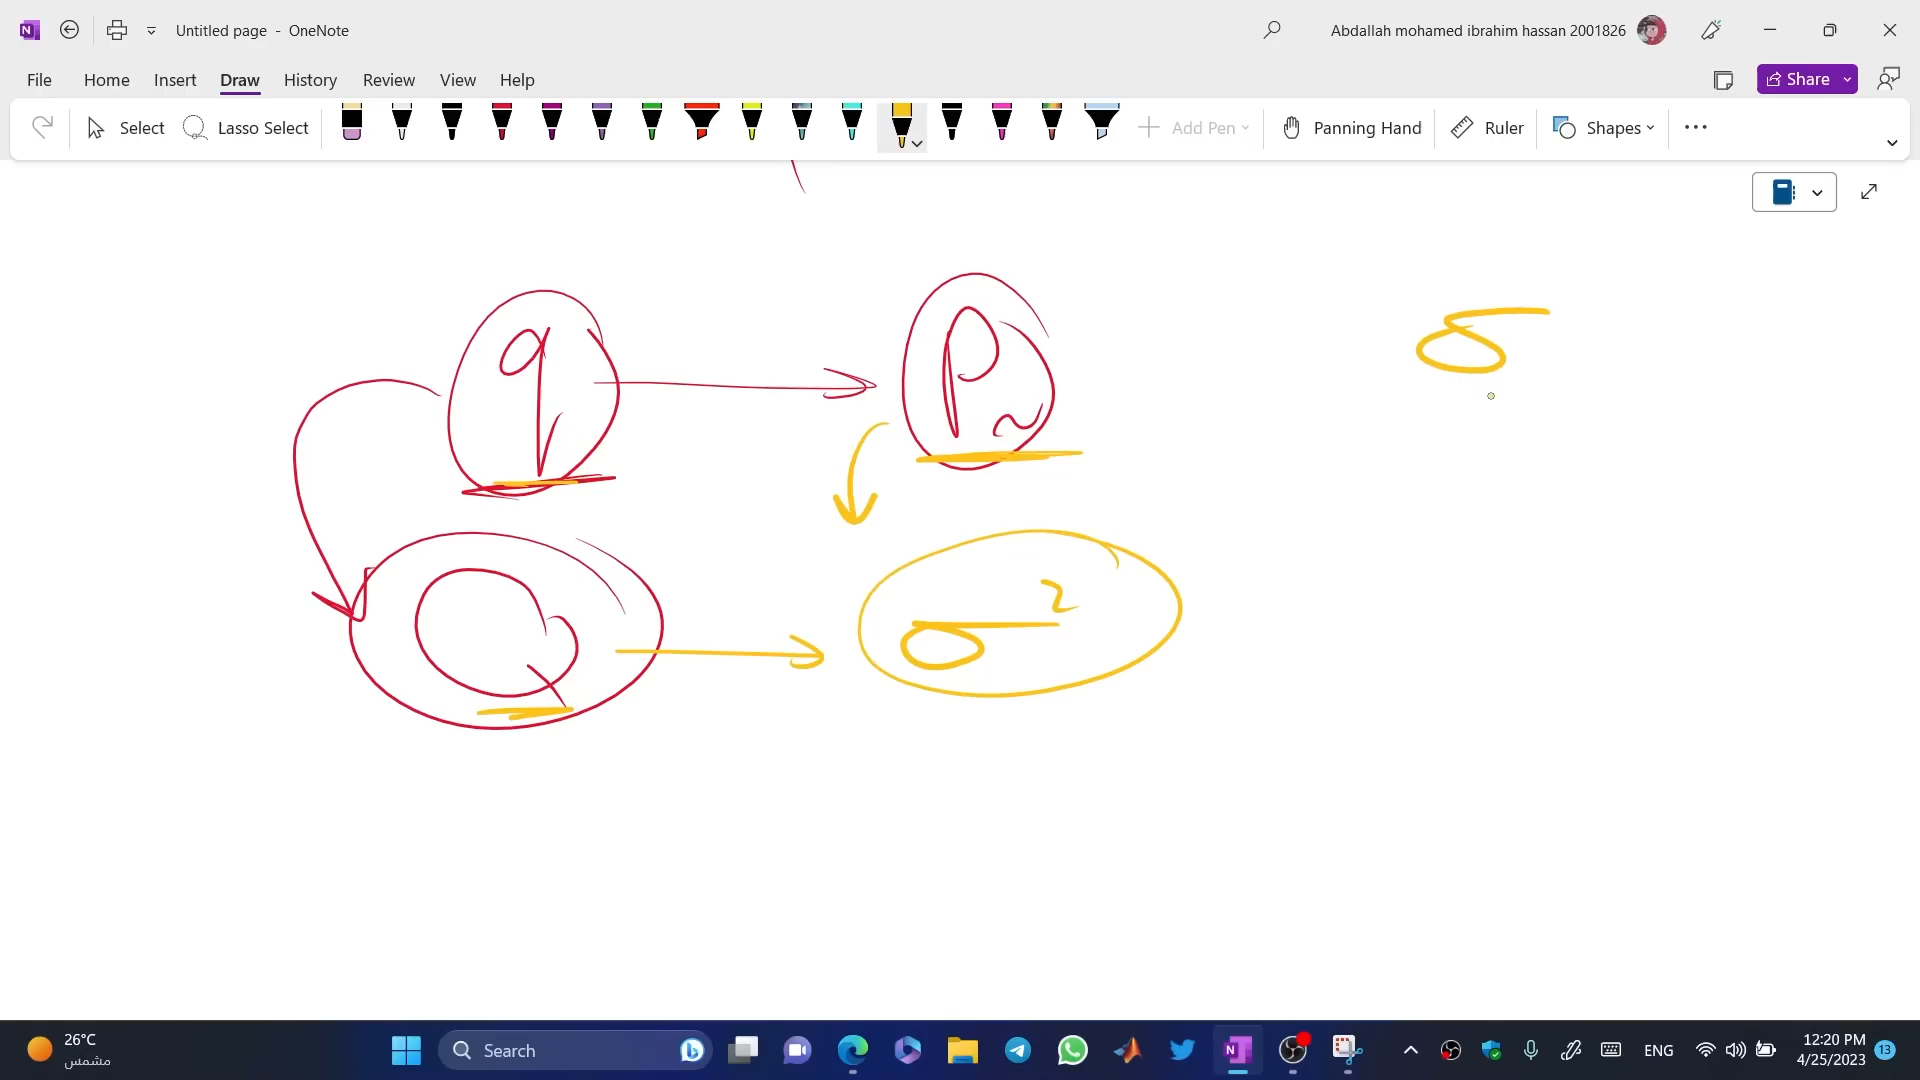 Untitled page - OneNote
Abdallah mohamed ibrahim hassan 2001826
File Home Insert Draw History Review View Help
Share
Select Lasso Select Add Pen Panning Hand Ruler Shapes
q P~
σ
Q σ²
26°C
مشمس
Search
ENG
12:20 PM
4/25/2023
13